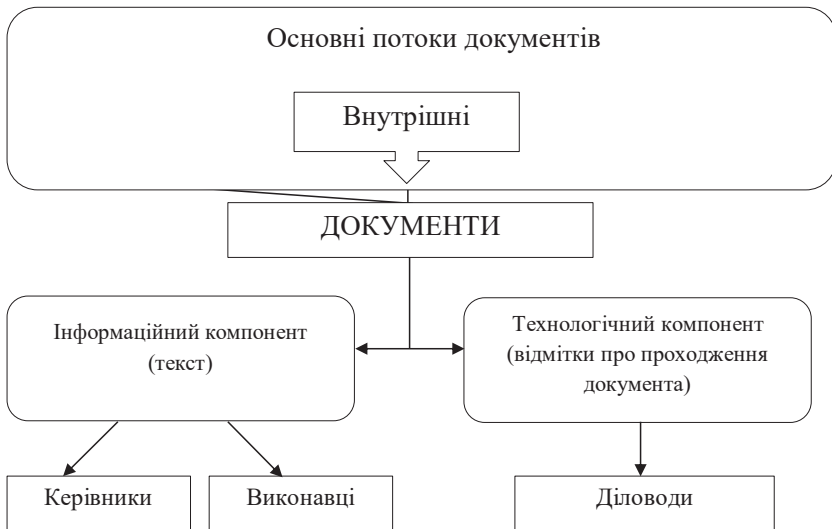 Основні потоки документів
Внутрішні
ДОКУМЕНТИ
Інформаційний компонент
(текст)
Технологічний компонент
(відмітки про проходження
документа)
Керівники
Виконавці
Діловоди